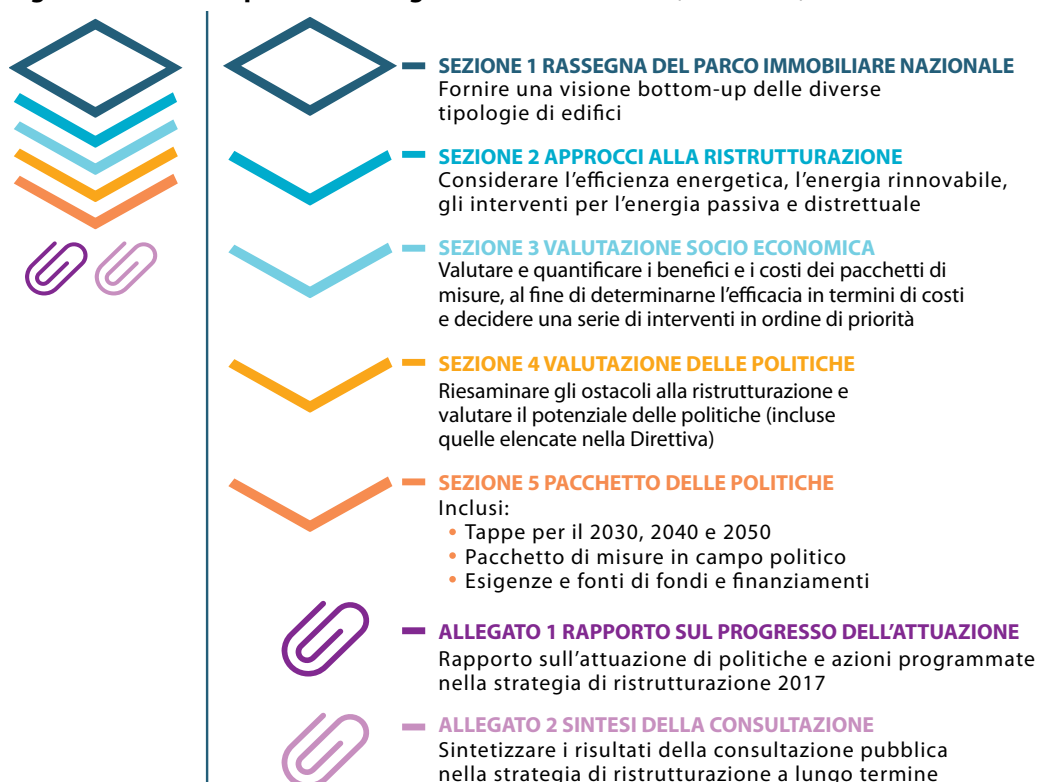 SEZIONE 1 RASSEGNA DEL PARCO IMMOBILIARE NAZIONALE
Fornire una visione bottom-up delle diverse
tipologie di edifici
SEZIONE 2 APPROCCI ALLA RISTRUTTURAZIONE
Considerare l’efficienza energetica, l’energia rinnovabile,
gli interventi per l’energia passiva e distrettuale
SEZIONE 3 VALUTAZIONE SOCIO ECONOMICA
Valutare e quantificare i benefici e i costi dei pacchetti di
misure, al fine di determinarne l’efficacia in termini di costi
e decidere una serie di interventi in ordine di priorità
SEZIONE 4 VALUTAZIONE DELLE POLITICHE
Riesaminare gli ostacoli alla ristrutturazione e
valutare il potenziale delle politiche (incluse
quelle elencate nella Direttiva)
SEZIONE 5 PACCHETTO DELLE POLITICHE
Inclusi:
• Tappe per il 2030, 2040 e 2050
• Pacchetto di misure in campo politico
• Esigenze e fonti di fondi e finanziamenti
ALLEGATO 1 RAPPORTO SUL PROGRESSO DELL’ATTUAZIONE
Rapporto sull’attuazione di politiche e azioni programmate
nella strategia di ristrutturazione 2017
ALLEGATO 2 SINTESI DELLA CONSULTAZIONE
Sintetizzare i risultati della consultazione pubblica
nella strategia di ristrutturazione a lungo termine